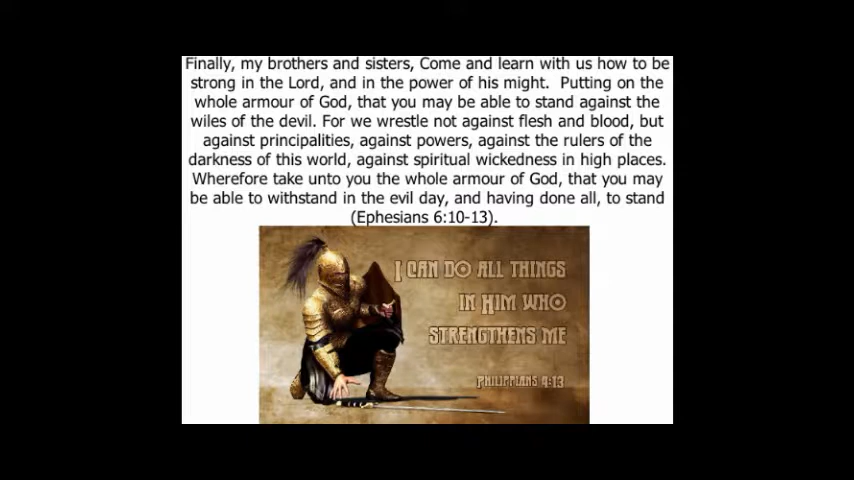 Finally, my brothers and sisters, Come and learn with us how to be
strong in the Lord, and in the power of his might.  Putting on the
whole armour of God, that you may be able to stand against the
wiles of the devil. For we wrestle not against flesh and blood, but
against principalities, against powers, against the rulers of the
darkness of this world, against spiritual wickedness in high places.
Wherefore take unto you the whole armour of God, that you may
be able to withstand in the evil day, and having done all, to stand
(Ephesians 6:10-13).
I CAN DO ALL THINGS
IN HIM WHO
STRENGTHENS ME
PHILIPPIANS 4:13